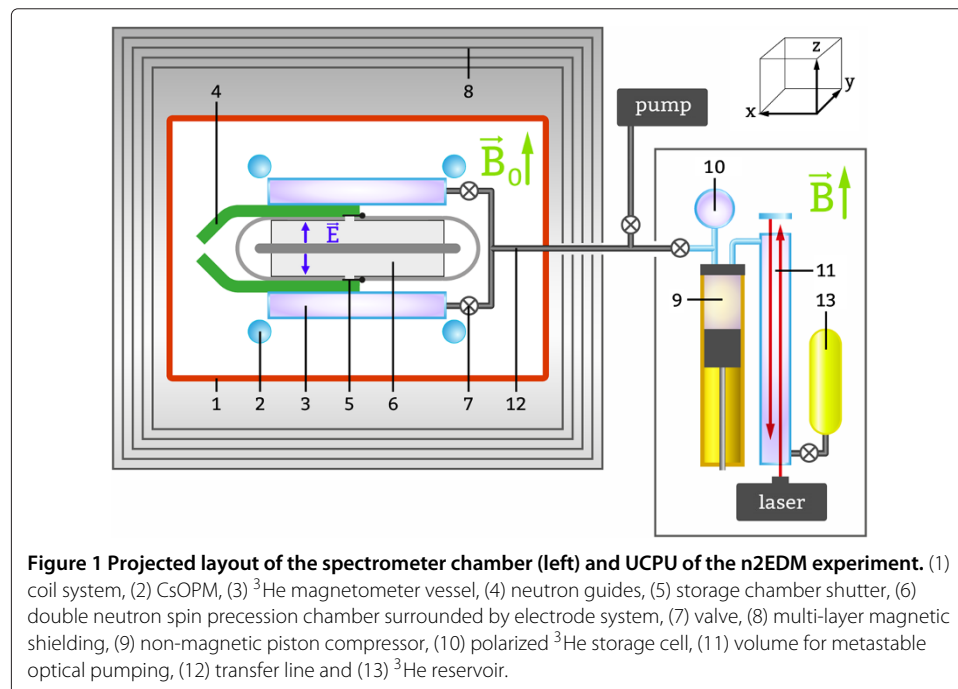 4
8
pump
z
y
x
B₀
10
B
E
9
11
13
1
2
3
5
6
7
12
laser
Figure 1 Projected layout of the spectrometer chamber (left) and UCPU of the n2EDM experiment. (1)
coil system, (2) CsOPM, (3) ³He magnetometer vessel, (4) neutron guides, (5) storage chamber shutter, (6)
double neutron spin precession chamber surrounded by electrode system, (7) valve, (8) multi-layer magnetic
shielding, (9) non-magnetic piston compressor, (10) polarized ³He storage cell, (11) volume for metastable
optical pumping, (12) transfer line and (13) ³He reservoir.